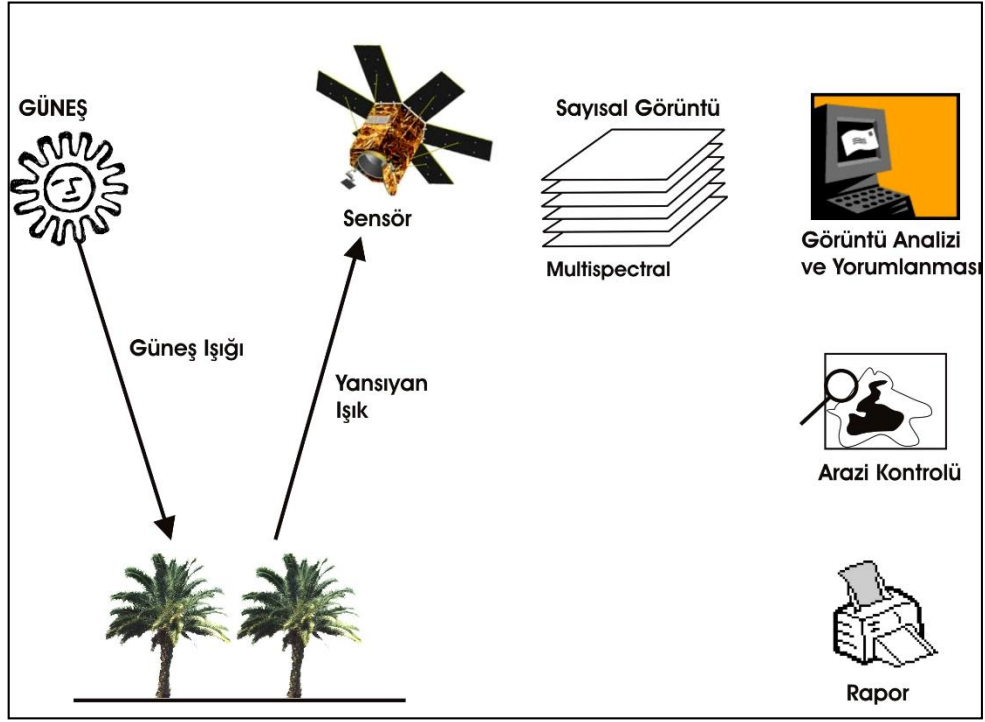 GÜNEŞ
Güneş Işığı
Yansıyan
Işık
Sensör
Sayısal Görüntü
Multispectral
Görüntü Analizi
ve Yorumlanması
Arazi Kontrolü
Rapor